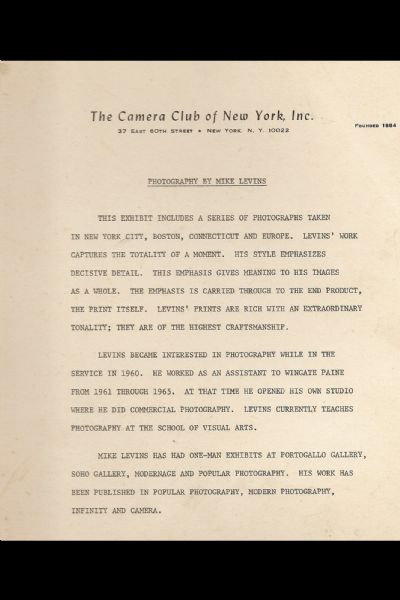 The Camera Club of New York, Inc.
37 East 60th Street • New York, N. Y. 10022
Founded 1884
PHOTOGRAPHY BY MIKE LEVINS
THIS EXHIBIT INCLUDES A SERIES OF PHOTOGRAPHS TAKEN
IN NEW YORK CITY, BOSTON, CONNECTICUT AND EUROPE. LEVINS' WORK
CAPTURES THE TOTALITY OF A MOMENT. HIS STYLE EMPHASIZES
DECISIVE DETAIL. THIS EMPHASIS GIVES MEANING TO HIS IMAGES
AS A WHOLE. THE EMPHASIS IS CARRIED THROUGH TO THE END PRODUCT,
THE PRINT ITSELF. LEVINS' PRINTS ARE RICH WITH AN EXTRAORDINARY
TONALITY; THEY ARE OF THE HIGHEST CRAFTSMANSHIP.
LEVINS BECAME INTERESTED IN PHOTOGRAPHY WHILE IN THE
SERVICE IN 1960. HE WORKED AS AN ASSISTANT TO WINGATE PAINE
FROM 1961 THROUGH 1965. AT THAT TIME HE OPENED HIS OWN STUDIO
WHERE HE DID COMMERCIAL PHOTOGRAPHY. LEVINS CURRENTLY TEACHES
PHOTOGRAPHY AT THE SCHOOL OF VISUAL ARTS.
MIKE LEVINS HAS HAD ONE-MAN EXHIBITS AT PORTOGALLO GALLERY,
SOHO GALLERY, MODERNAGE AND POPULAR PHOTOGRAPHY. HIS WORK HAS
BEEN PUBLISHED IN POPULAR PHOTOGRAPHY, MODERN PHOTOGRAPHY,
INFINITY AND CAMERA.